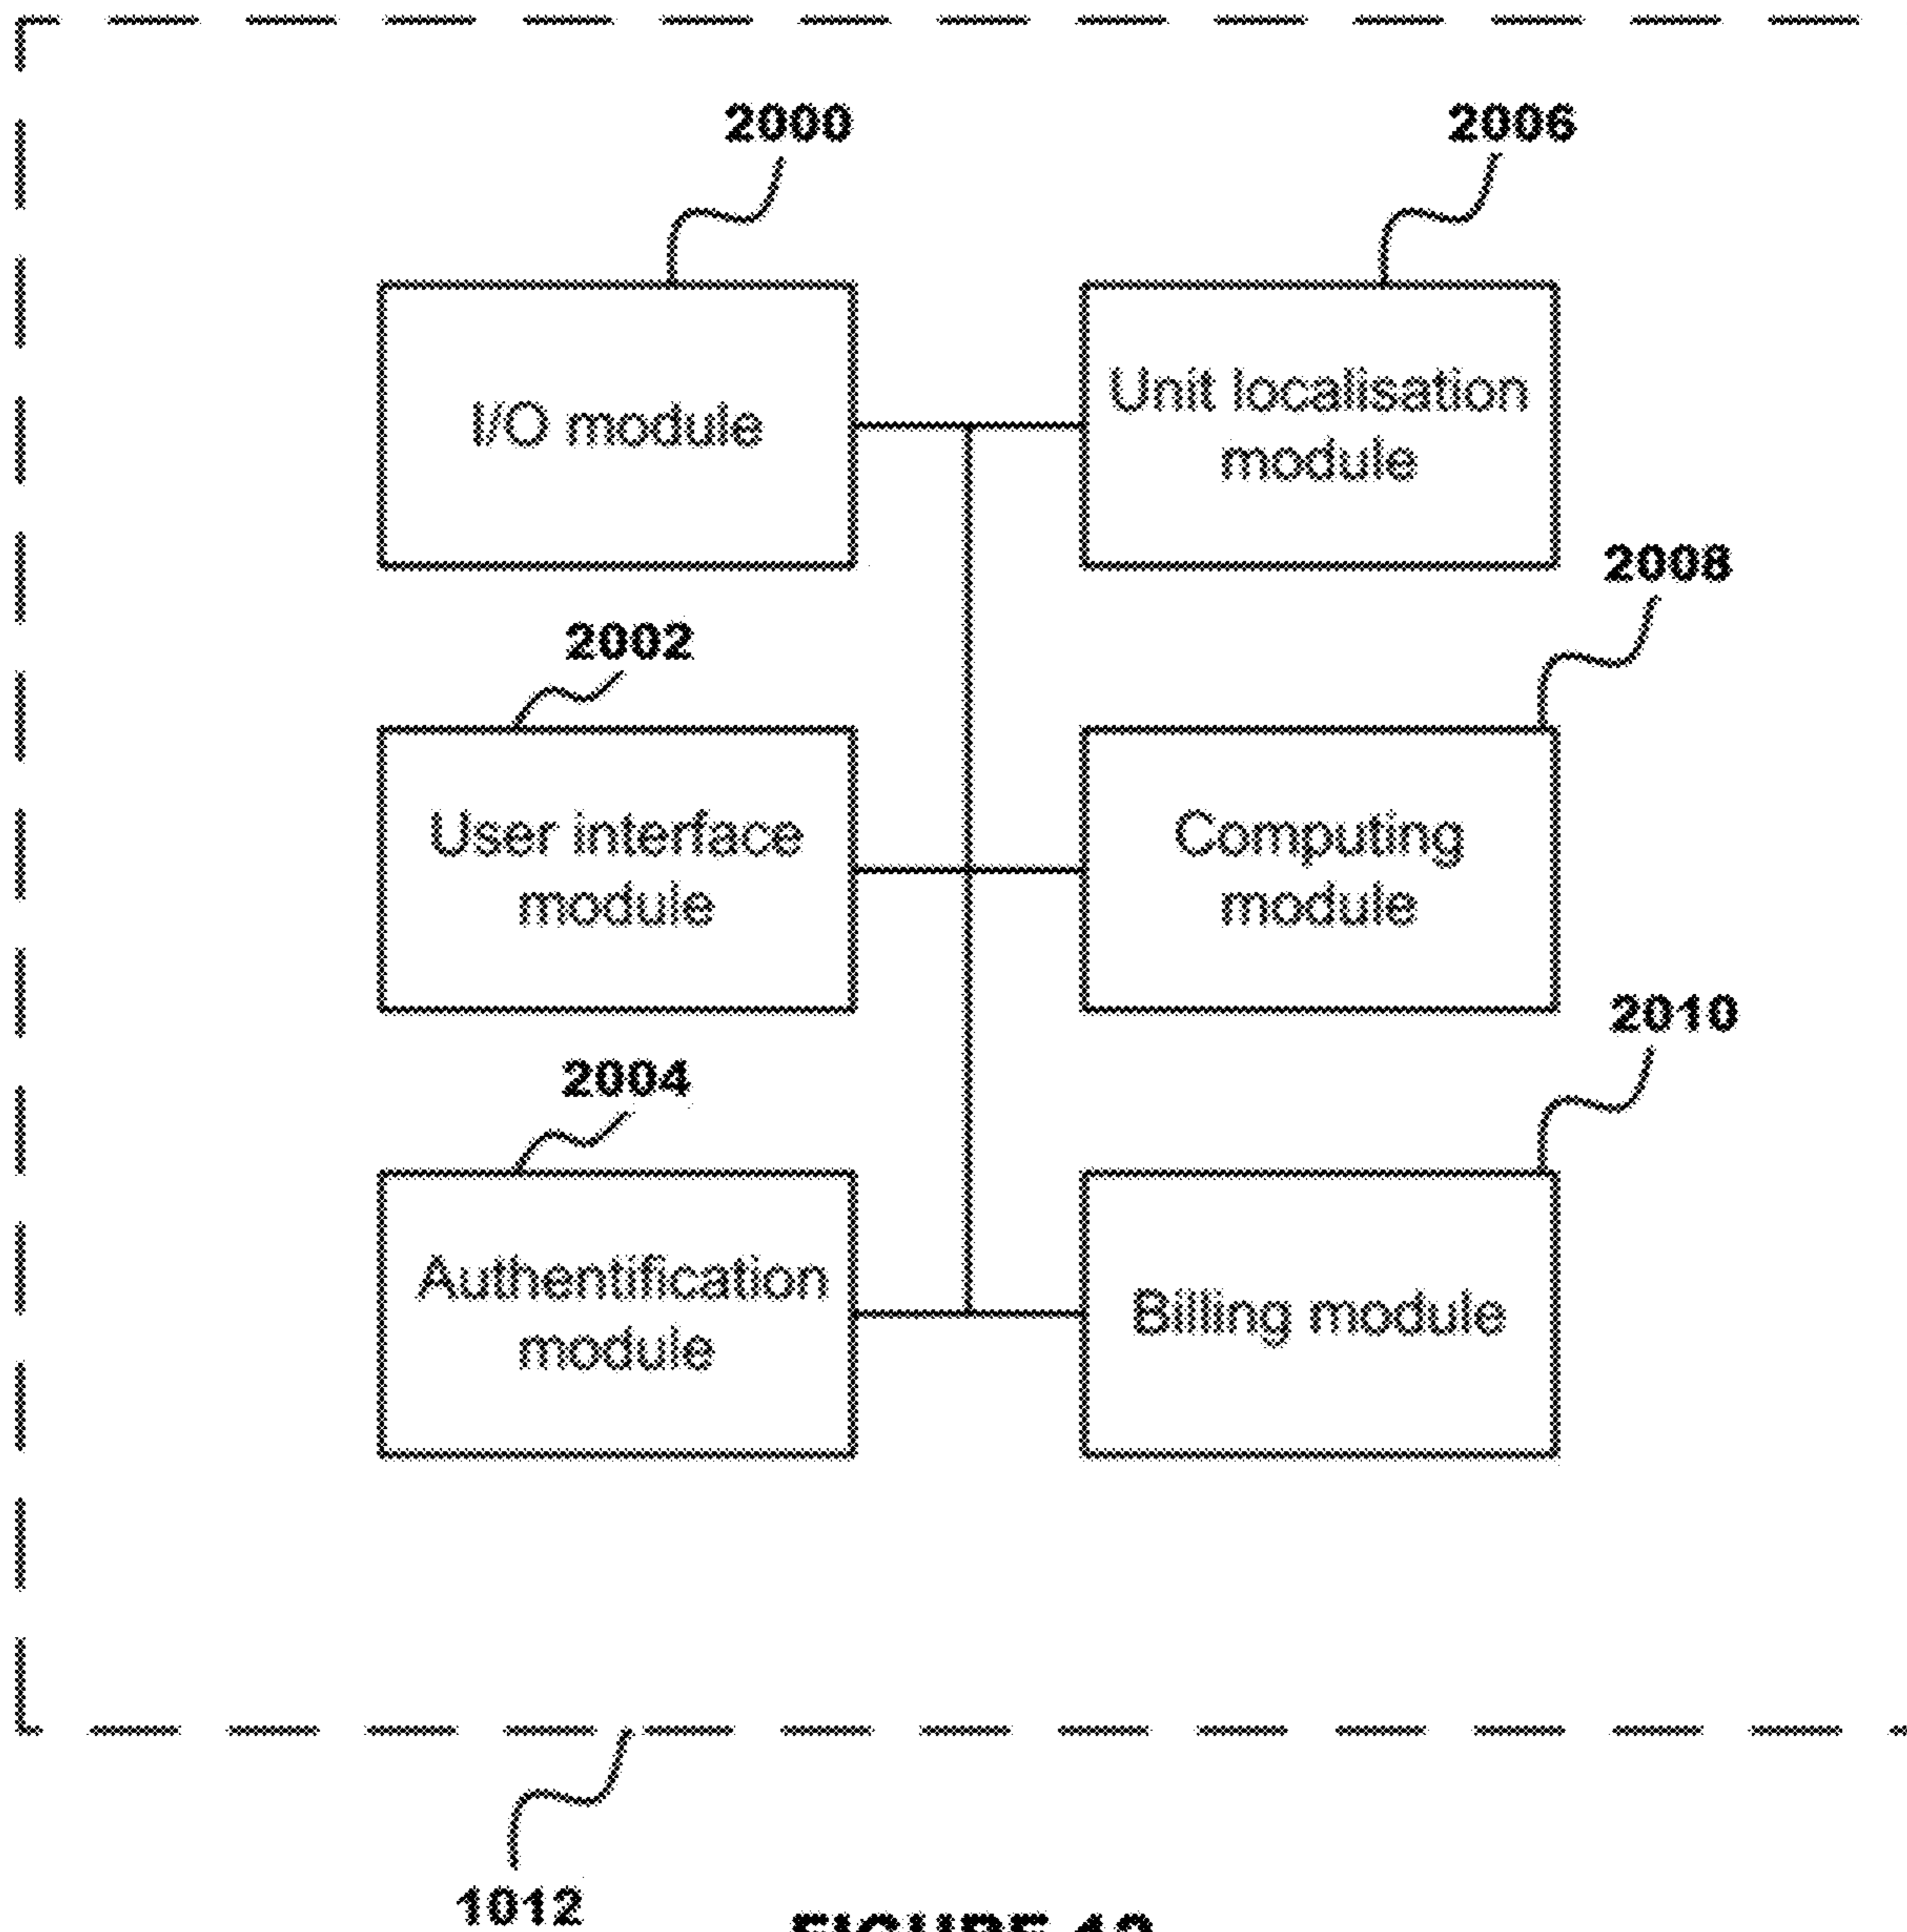 2000
2006
I/O module
Unit localisation
module
2008
2002
User interface
module
Computing
module
2010
2004
Authentification
module
Billing module
1012
FIGURE